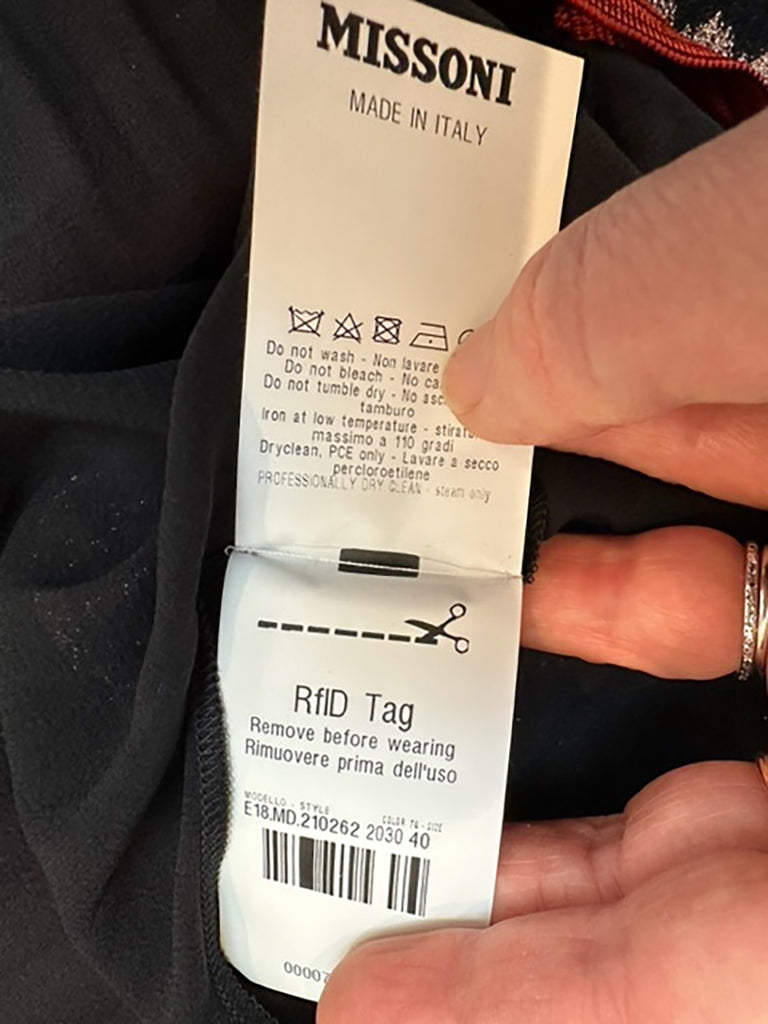 MISSONI
MADE IN ITALY
Do not wash - Non lavare
Do not bleach - No
Do not tumble dry - No
tamburo
Iron at low temperature -
massimo a 110 gradi
Dryclean, PCE only - Lavare a secco
percloroetilene
PROFESSIONALLY DRY CLEAN - steam only
RfID Tag
Remove before wearing
Rimuovere prima dell'uso
MODELLO - STYLE COLOR TG - SIZE
E18.MD.210262 2030 40